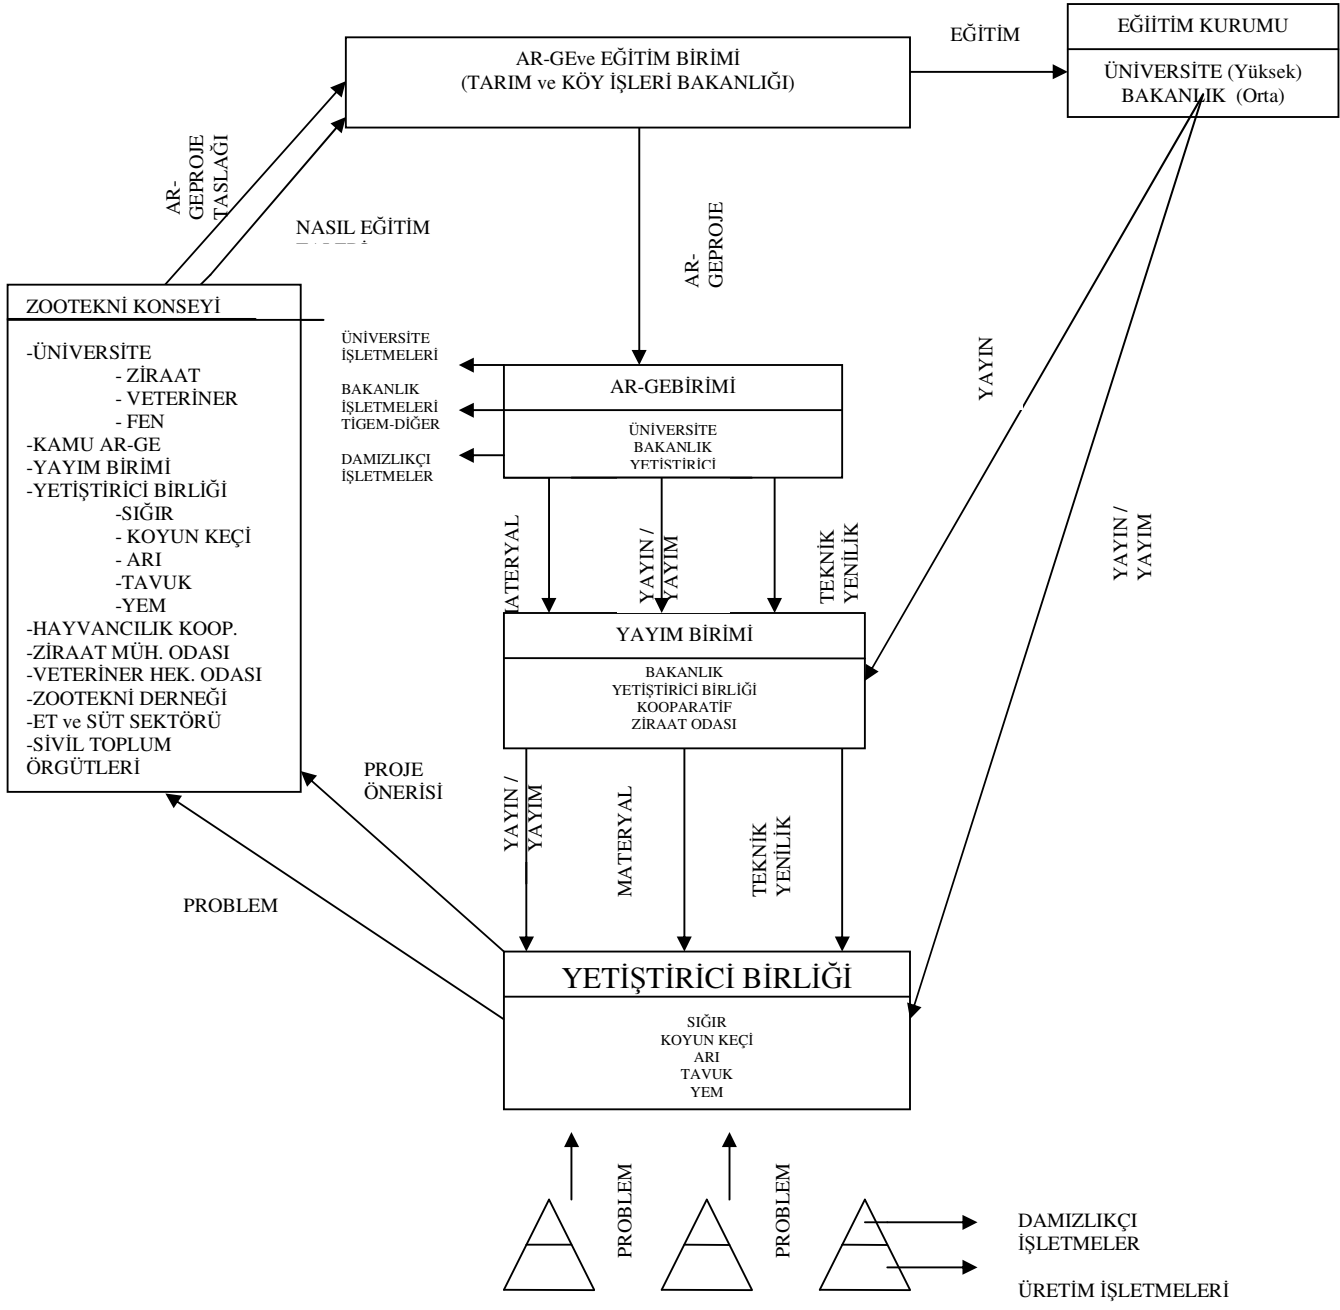 EĞİTİM
EĞİİTİM KURUMU
ÜNİVERSİTE (Yüksek)
BAKANLIK (Orta)
AR-GEve EĞİTİM BİRİMİ
(TARIM ve KÖY İŞLERİ BAKANLIĞI)
AR-
GEPROJE
TASLAĞI
NASIL EĞİTİM
AR-
GEPROJE
ZOOTEKNİ KONSEYİ
-ÜNİVERSİTE
- ZİRAAT
- VETERİNER
- FEN
-KAMU AR-GE
-YAYIM BİRİMİ
-YETİŞTİRİCİ BİRLİĞİ
-SIĞIR
- KOYUN KEÇİ
- ARI
-TAVUK
-YEM
-HAYVANCILIK KOOP.
-ZİRAAT MÜH. ODASI
-VETERİNER HEK. ODASI
-ZOOTEKNİ DERNEĞİ
-ET ve SÜT SEKTÖRÜ
-SİVİL TOPLUM
ÖRGÜTLERİ
ÜNİVERSİTE
İŞLETMELERİ
BAKANLIK
İŞLETMELERİ
TİGEM-DİĞER
DAMIZLIKÇI
İŞLETMELER
AR-GEBİRİMİ
ÜNİVERSİTE
BAKANLIK
YETİŞTİRİCİ
YAYIN
YAYIN /
YAYIM
YAYIN /
YAYIM
TEKNİK
YENİLİK
YAYIM BİRİMİ
BAKANLIK
YETİŞTİRİCİ BİRLİĞİ
KOOPARATİF
ZİRAAT ODASI
PROJE
ÖNERİSİ
YAYIN /
YAYIM
MATERYAL
TEKNİK
YENİLİK
PROBLEM
YETİŞTİRİCİ BİRLİĞİ
SIĞIR
KOYUN KEÇİ
ARI
TAVUK
YEM
PROBLEM
PROBLEM
DAMIZLIKÇI
İŞLETMELER
ÜRETİM İŞLETMELERİ